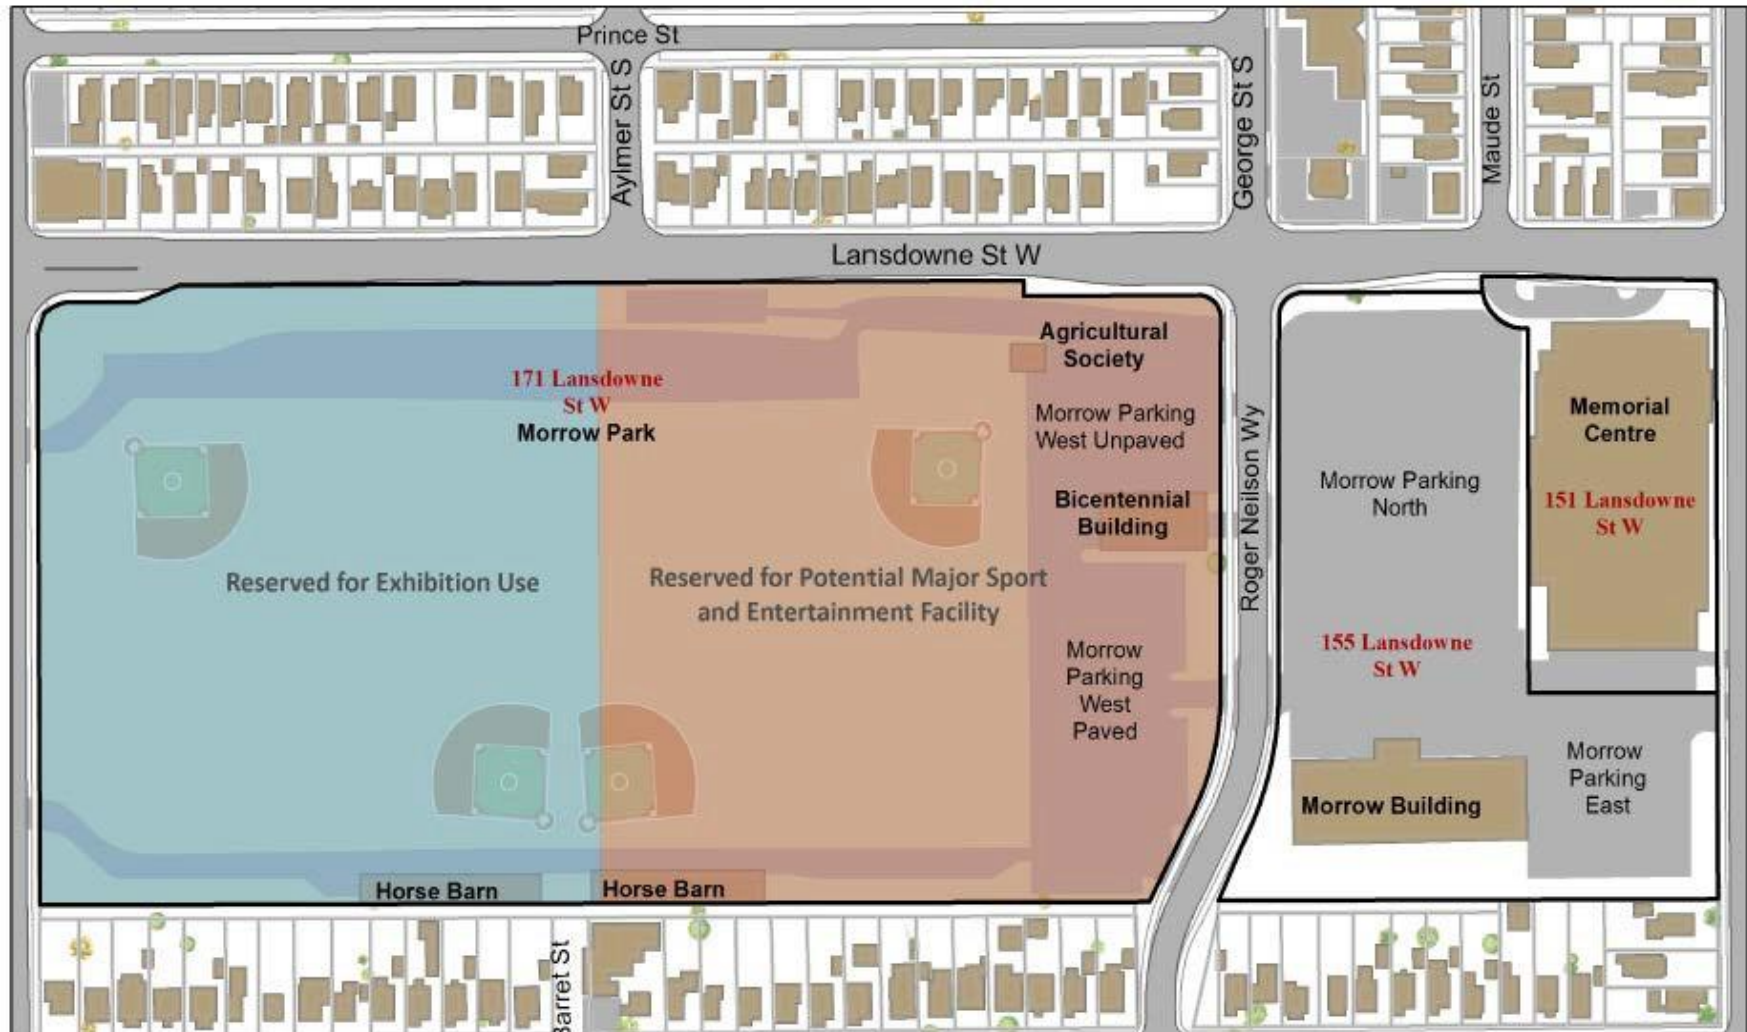 Prince St
Aylmer St S
George St S
Maude St
Lansdowne St W
171 Lansdowne
St W
Morrow Park
Agricultural
Society
Morrow Parking
West Unpaved
Bicentennial
Building
Reserved for Exhibition Use
Reserved for Potential Major Sport
and Entertainment Facility
Morrow
Parking
West
Paved
Roger Neilson Wy
Morrow Parking
North
Memorial
Centre
151 Lansdowne
St W
155 Lansdowne
St W
Morrow Building
Morrow
Parking
East
Horse Barn
Horse Barn
Barret St